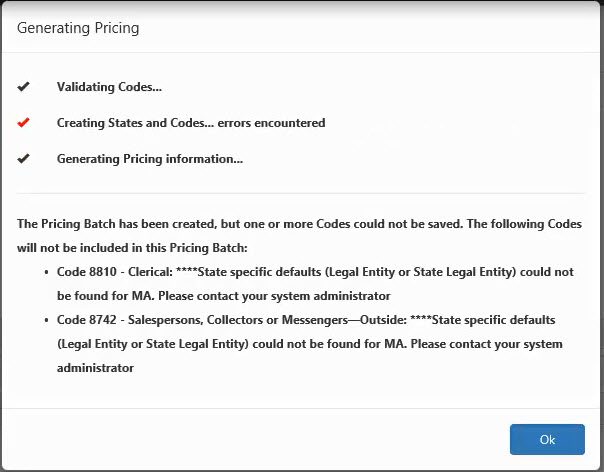 Generating Pricing
Validating Codes...
Creating States and Codes... errors encountered
Generating Pricing information...
The Pricing Batch has been created, but one or more Codes could not be saved. The following Codes
will not be included in this Pricing Batch:
• Code 8810 - Clerical: ****State specific defaults (Legal Entity or State Legal Entity) could not
be found for MA. Please contact your system administrator
• Code 8742 - Salespersons, Collectors or Messengers—Outside: ****State specific defaults
(Legal Entity or State Legal Entity) could not be found for MA. Please contact your system
administrator
Ok